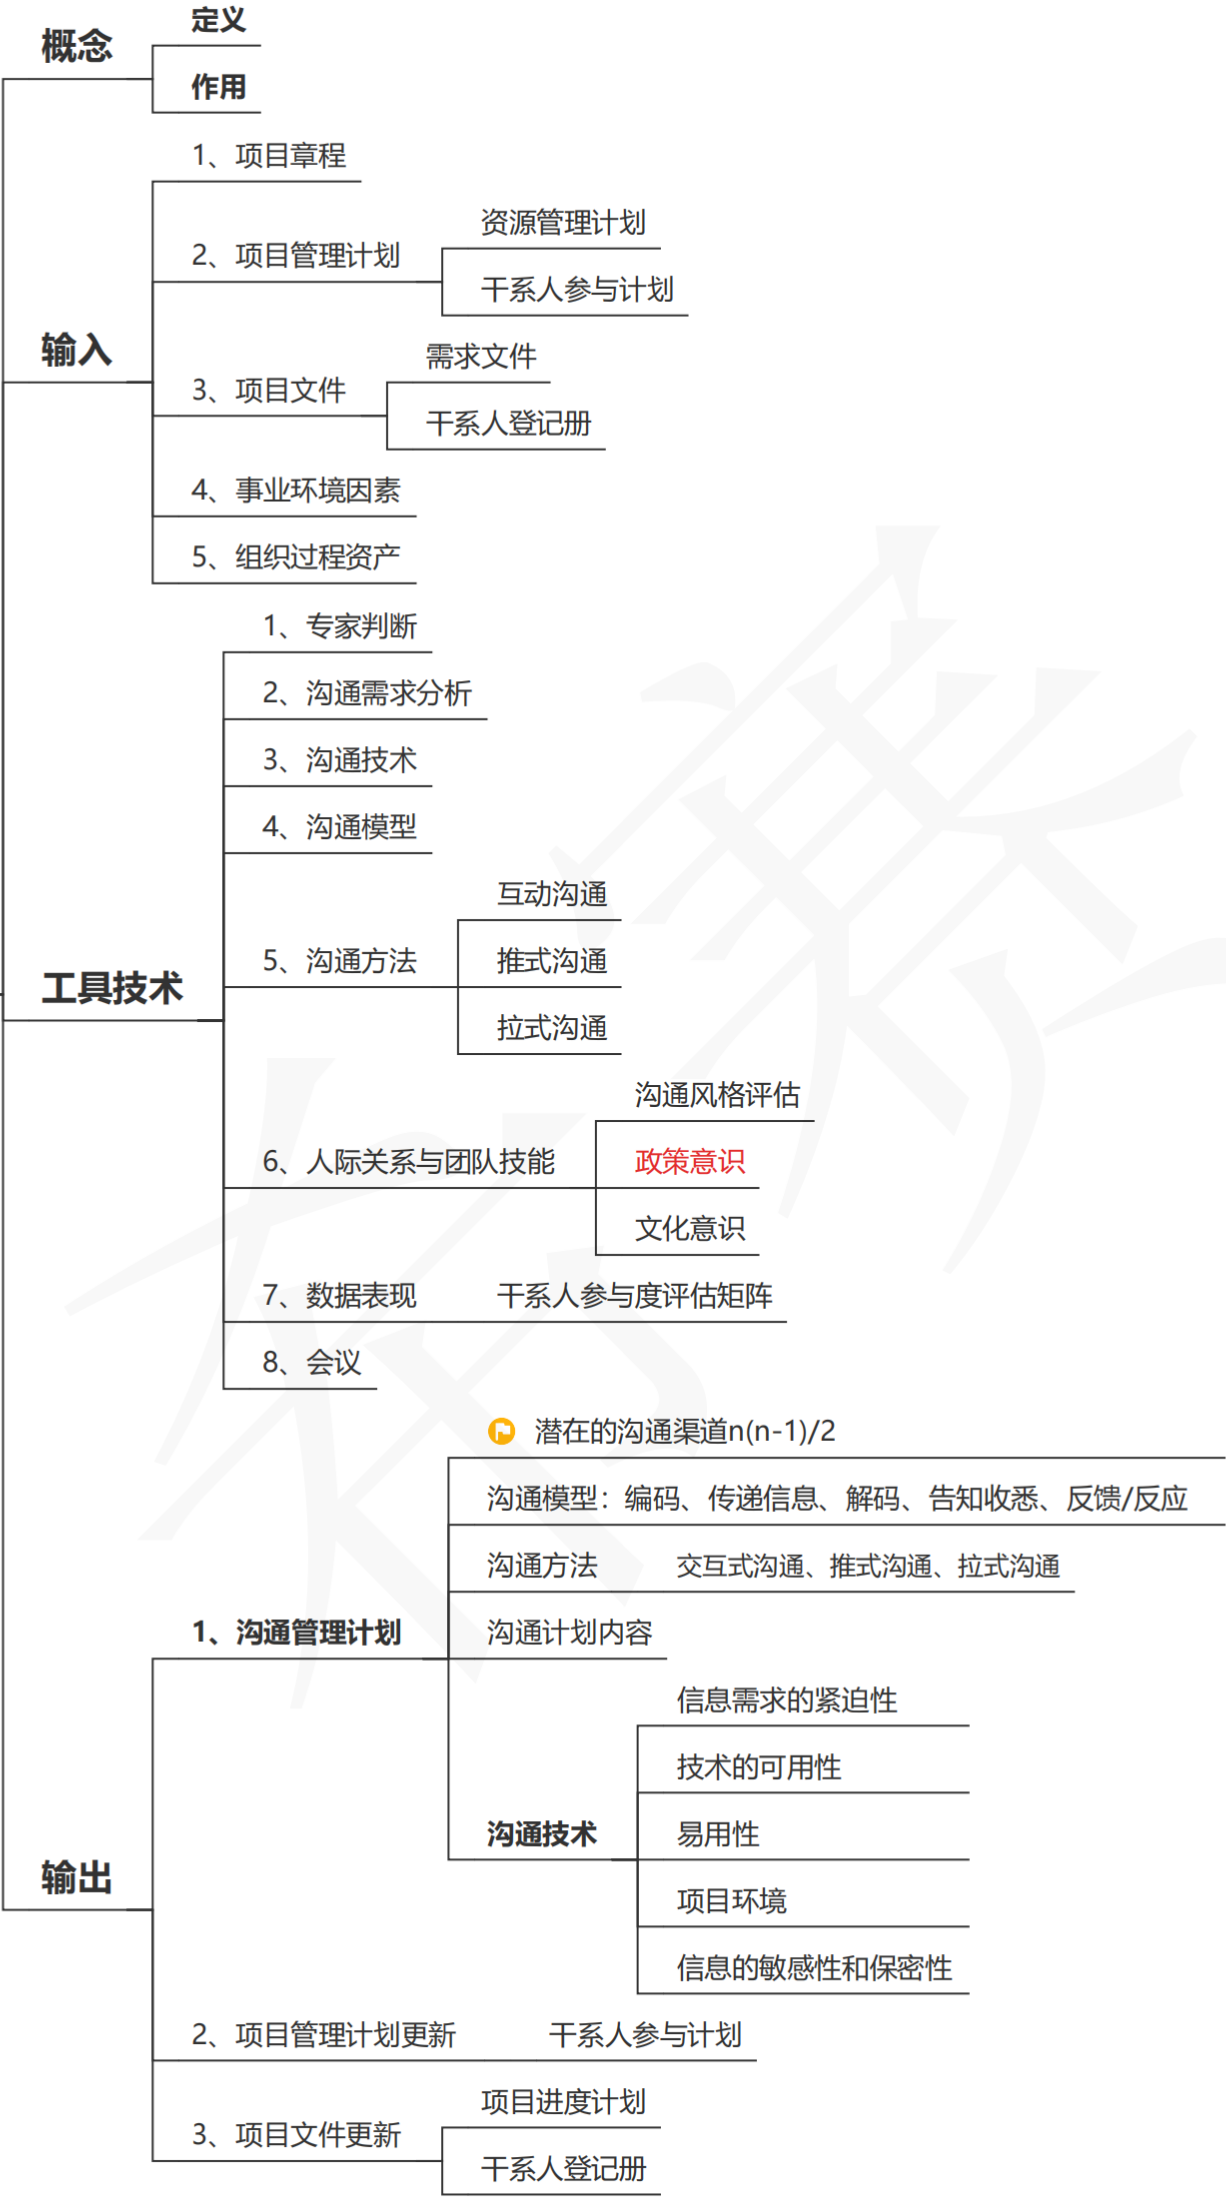 概念
定义
作用
输入
1、项目章程
2、项目管理计划
资源管理计划
干系人参与计划
3、项目文件
需求文件
干系人登记册
4、事业环境因素
5、组织过程资产
工具技术
1、专家判断
2、沟通需求分析
3、沟通技术
4、沟通模型
5、沟通方法
互动沟通
推式沟通
拉式沟通
6、人际关系与团队技能
沟通风格评估
政策意识
文化意识
7、数据表现
干系人参与度评估矩阵
8、会议
输出
1、沟通管理计划
潜在的沟通渠道n(n-1)/2
沟通模型：编码、传递信息、解码、告知收悉、反馈/反应
沟通方法
交互式沟通、推式沟通、拉式沟通
沟通计划内容
沟通技术
信息需求的紧迫性
技术的可用性
易用性
项目环境
信息的敏感性和保密性
2、项目管理计划更新
干系人参与计划
3、项目文件更新
项目进度计划
干系人登记册
有赛